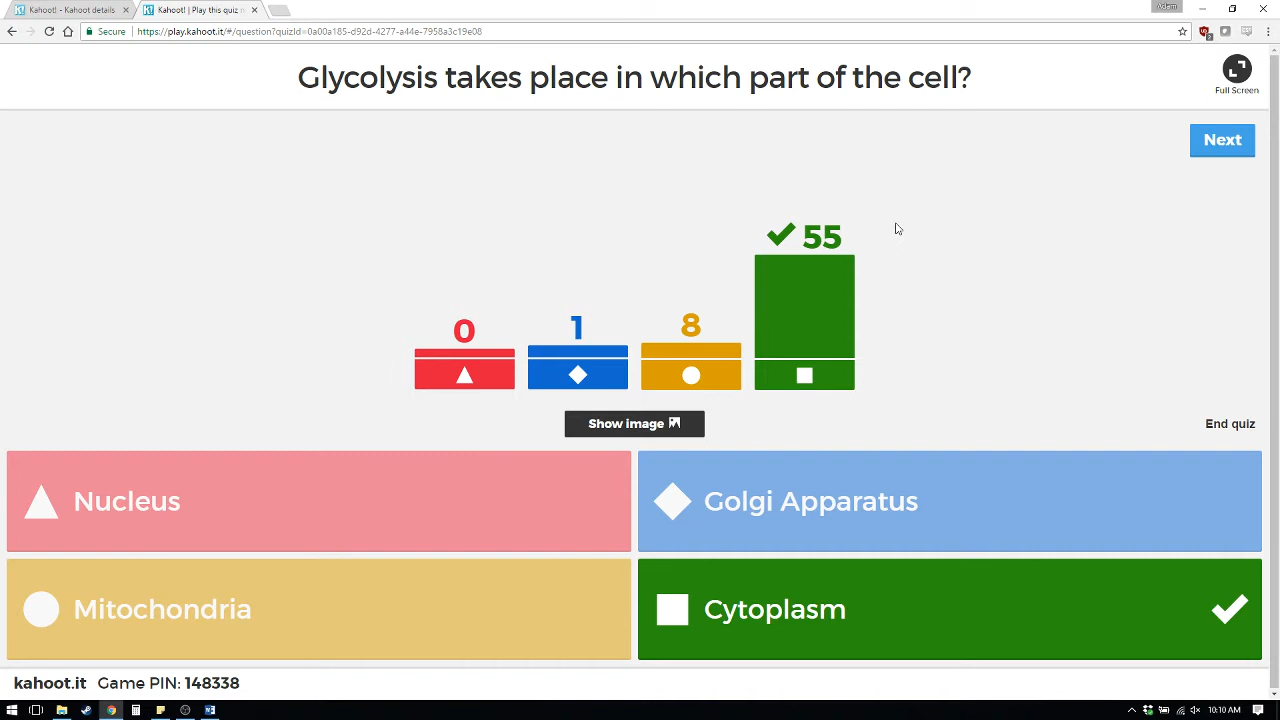 Kahoot! - Kahoot details
Kahoot! | Play this quiz n
Adam
Secure
https://play.kahoot.it/#/question?quizId=0a00a185-d92d-4277-a44e-7958a3c19e08
Glycolysis takes place in which part of the cell?
Full Screen
Next
0
1
8
55
Show image
End quiz
Nucleus
Golgi Apparatus
Mitochondria
Cytoplasm
kahoot.it Game PIN: 148338
10:10 AM